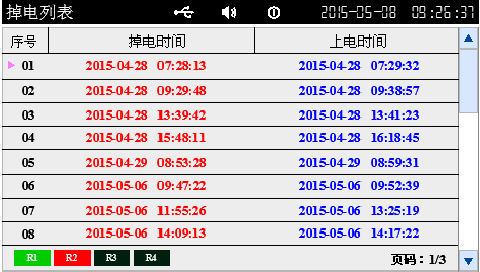 掉电列表 2015-05-08 09:26:37
序号 掉电时间 上电时间
01 2015-04-28 07:28:13 2015-04-28 07:29:32
02 2015-04-28 09:29:48 2015-04-28 09:38:57
03 2015-04-28 13:39:42 2015-04-28 13:41:23
04 2015-04-28 15:48:11 2015-04-28 16:18:45
05 2015-04-29 08:53:28 2015-04-29 08:59:31
06 2015-05-06 09:47:22 2015-05-06 09:52:39
07 2015-05-06 11:55:26 2015-05-06 13:25:19
08 2015-05-06 14:09:13 2015-05-06 14:17:22
R1 R2 R3 R4 页码：1/3